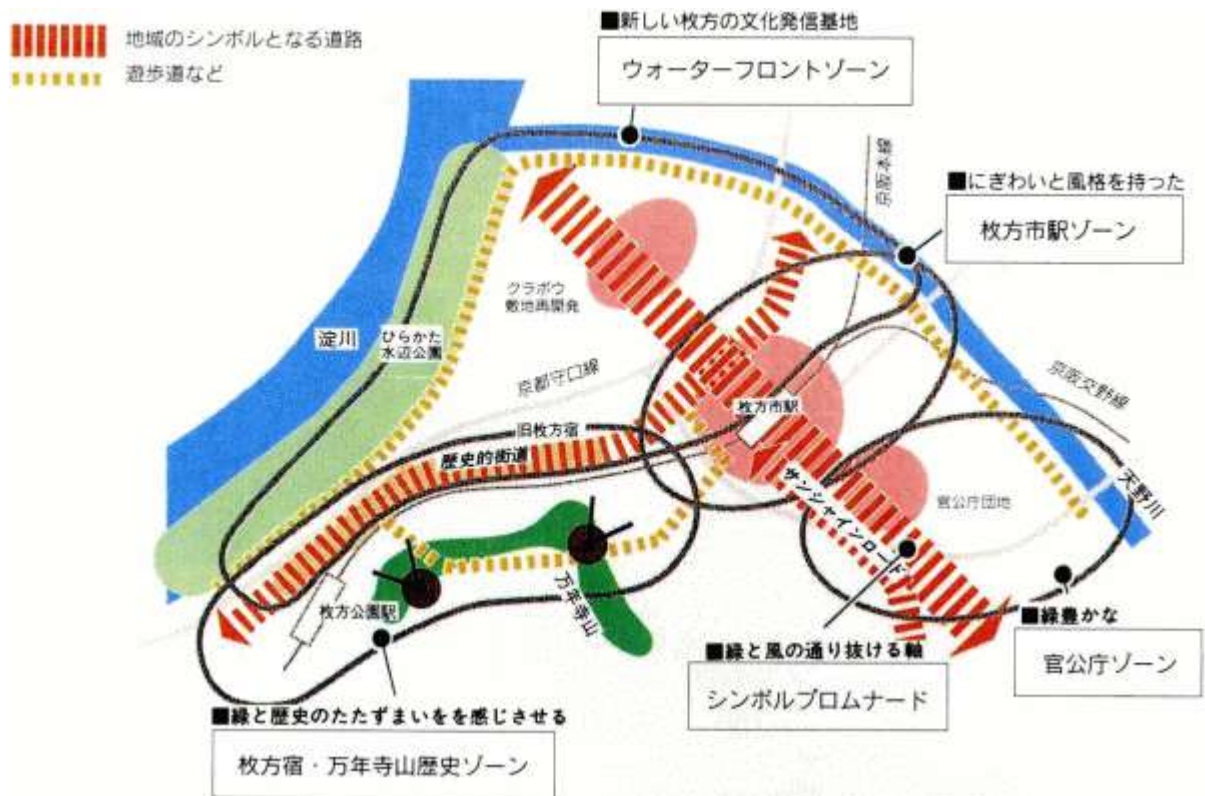 地域のシンボルとなる道路
遊歩道など
■新しい枚方の文化発信基地
ウォーターフロントゾーン
京阪本線
■にぎわいと風格を持った
枚方市駅ゾーン
クラボウ
敷地再開発
淀川
ひらかた
水辺公園
京都守口線
京阪交野線
枚方市駅
旧枚方宿
歴史的街道
サンシャインロード
官公庁団地
天野川
万年寺山
枚方公園駅
■緑豊かな
官公庁ゾーン
■緑と風の通り抜ける軸
シンボルプロムナード
■緑と歴史のたたずまいをを感じさせる
枚方宿・万年寺山歴史ゾーン